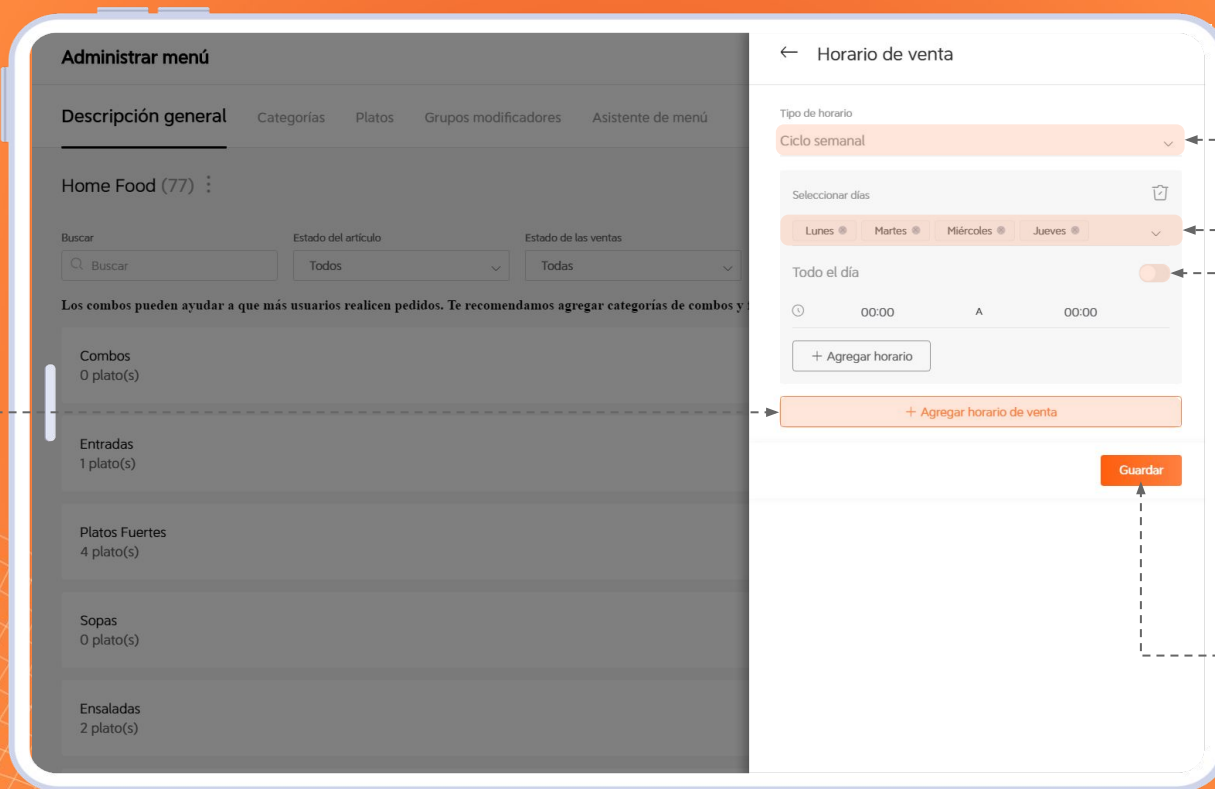 Administrar menú
Descripción general Categorías Platos Grupos modificadores Asistente de menú
Home Food (77)
Buscar Estado del artículo Estado de las ventas
Buscar Todos Todas
Los combos pueden ayudar a que más usuarios realicen pedidos. Te recomendamos agregar categorías de combos y
Combos
0 plato(s)
Entradas
1 plato(s)
Platos Fuertes
4 plato(s)
Sopas
0 plato(s)
Ensaladas
2 plato(s)
← Horario de venta
Tipo de horario
Ciclo semanal
Seleccionar días
Lunes Martes Miércoles Jueves
Todo el día
00:00 A 00:00
+ Agregar horario
+ Agregar horario de venta
Guardar